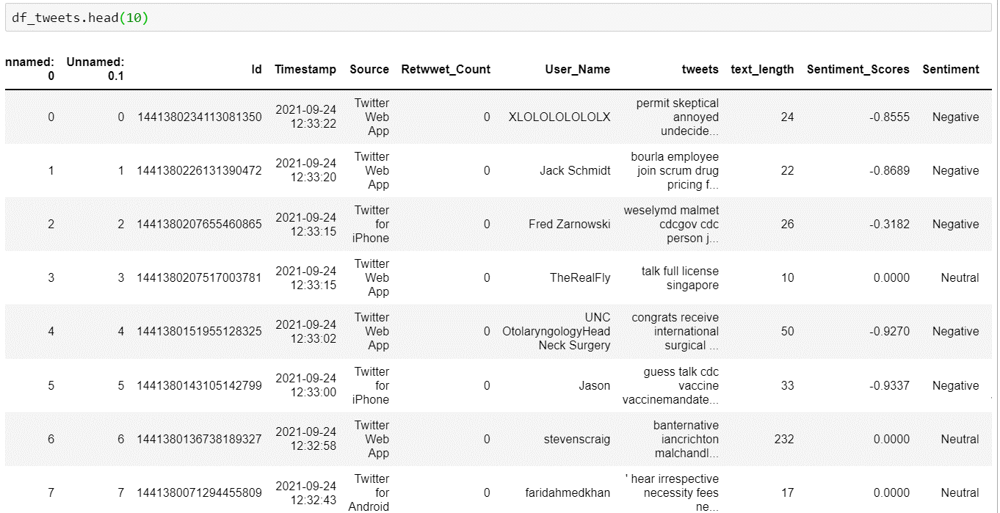 df_tweets.head(10)
nnamed: 0 Unnamed: 0.1 Id Timestamp Source Retwwet_Count User_Name tweets text_length Sentiment_Scores Sentiment
0 0 1441380234113081350 2021-09-24 12:33:22 Twitter Web App 0 XLOLOLOLOLOLX permit skeptical annoyed undecide... 24 -0.8555 Negative
1 1 1441380226131390472 2021-09-24 12:33:20 Twitter Web App 0 Jack Schmidt bourla employee join scrum drug pricing f... 22 -0.8689 Negative
2 2 1441380207655460865 2021-09-24 12:33:15 Twitter for iPhone 0 Fred Zarnowski weselymd malmet cdcgov cdc person j... 26 -0.3182 Negative
3 3 1441380207517003781 2021-09-24 12:33:15 Twitter Web App 0 TheRealFly talk full license singapore 10 0.0000 Neutral
4 4 1441380151955128325 2021-09-24 12:33:02 Twitter Web App 0 UNC OtolaryngologyHead Neck Surgery congrats receive international surgical ... 50 -0.9270 Negative
5 5 1441380143105142799 2021-09-24 12:33:00 Twitter for iPhone 0 Jason guess talk cdc vaccine vaccinemandate... 33 -0.9337 Negative
6 6 1441380136738189327 2021-09-24 12:32:58 Twitter Web App 0 stevenscraig banternative iancrichton malchandl... 232 0.0000 Neutral
7 7 1441380071294455809 2021-09-24 12:32:43 Twitter for Android 0 faridahmedkhan ' hear irrespective necessity fees ne... 17 0.0000 Neutral